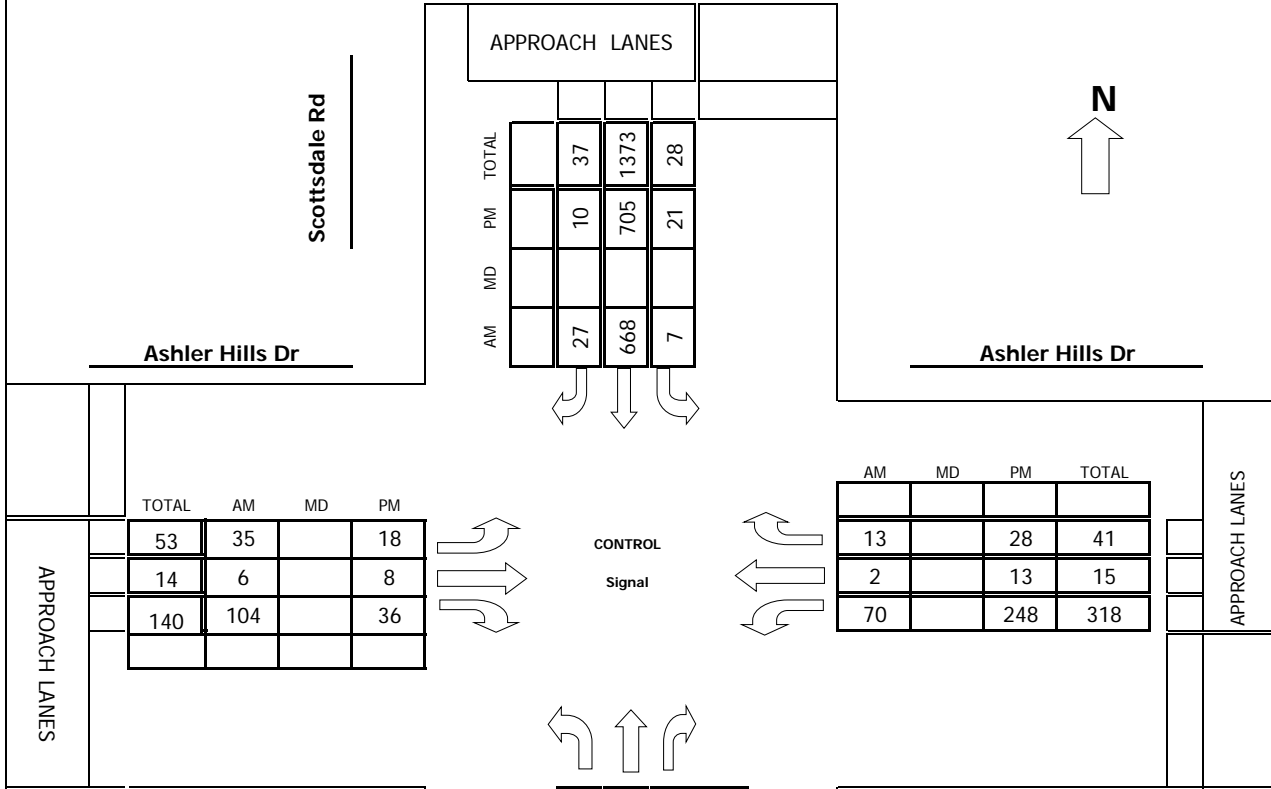 APPROACH LANES
Scottsdale Rd
N
TOTAL 37 1373 28
PM 10 705 21
MD
AM 27 668 7
Ashler Hills Dr
Ashler Hills Dr
TOTAL AM MD PM
53 35 18
14 6 8
140 104 36
APPROACH LANES
CONTROL
Signal
AM MD PM TOTAL
13 28 41
2 13 15
70 248 318
APPROACH LANES